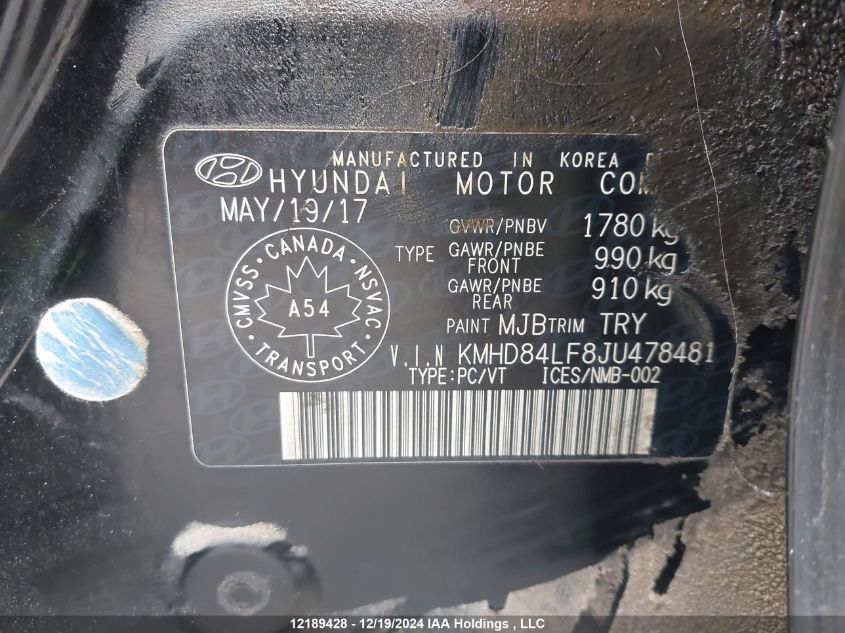 MANUFACTURED IN KOREA
HYUNDAI MOTOR
MAY/19/17
GVWR/PNBV 1780 kg
TYPE GAWR/PNBE FRONT 990 kg
GAWR/PNBE REAR 910 kg
CANADA
CMVSS
NSVAC
A54
TRANSPORT
PAINT MJB TRIM TRY
V.I.N KMHD84LF8JU478481
TYPE:PC/VT ICES/NMB-002
12189428 - 12/19/2024 IAA Holdings , LLC